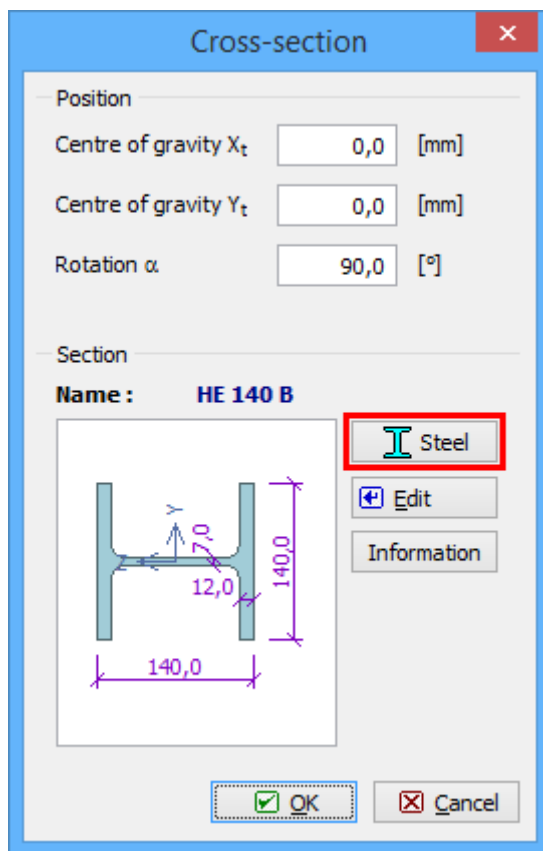 Cross-section
Position
Centre of gravity Xt 0,0 [mm]
Centre of gravity Yt 0,0 [mm]
Rotation α 90,0 [°]
Section
Name : HE 140 B
Steel
Edit
Information
Y
Z
7,0
12,0
140,0
140,0
OK Cancel